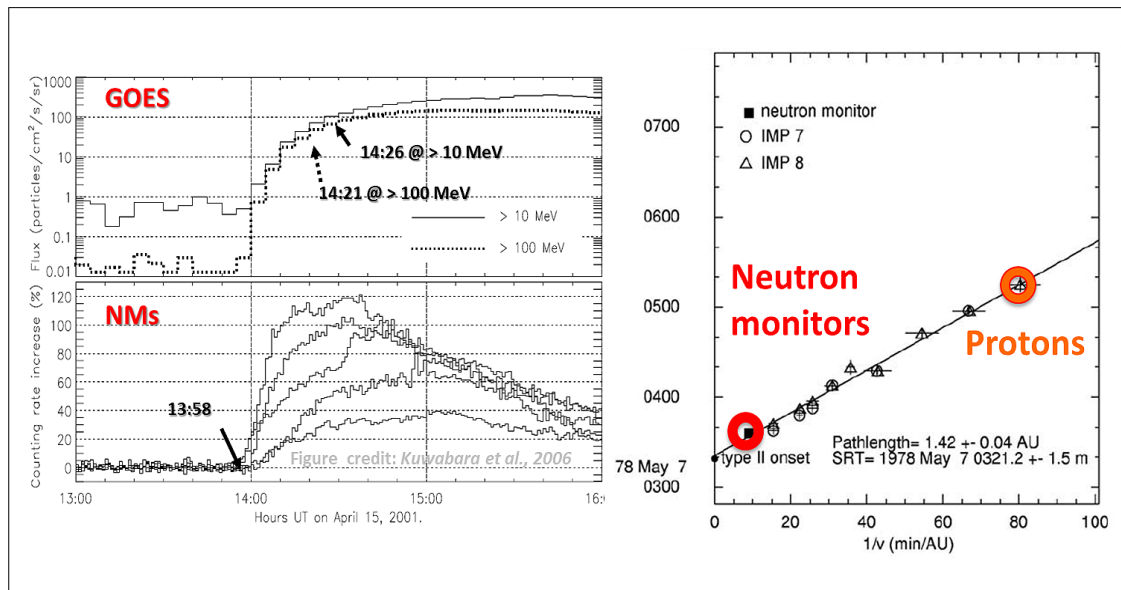 GOES
1000
100
10
1
0.1
0.01
Flux (particles/cm²/s/sr)
14:26 @ > 10 MeV
14:21 @ > 100 MeV
> 10 MeV
> 100 MeV
NMs
120
100
80
60
40
20
0
Counting rate increase (%)
13:58
Figure credit: Kuwabara et al., 2006
13:00
14:00
15:00
16:
Hours UT on April 15, 2001.
neutron monitor
IMP 7
IMP 8
0700
0600
0500
0400
78 May 7
0300
Neutron
monitors
Protons
Pathlength= 1.42 +- 0.04 AU
SRT= 1978 May 7 0321.2 +- 1.5 m
type II onset
0
20
40
60
80
100
1/v (min/AU)